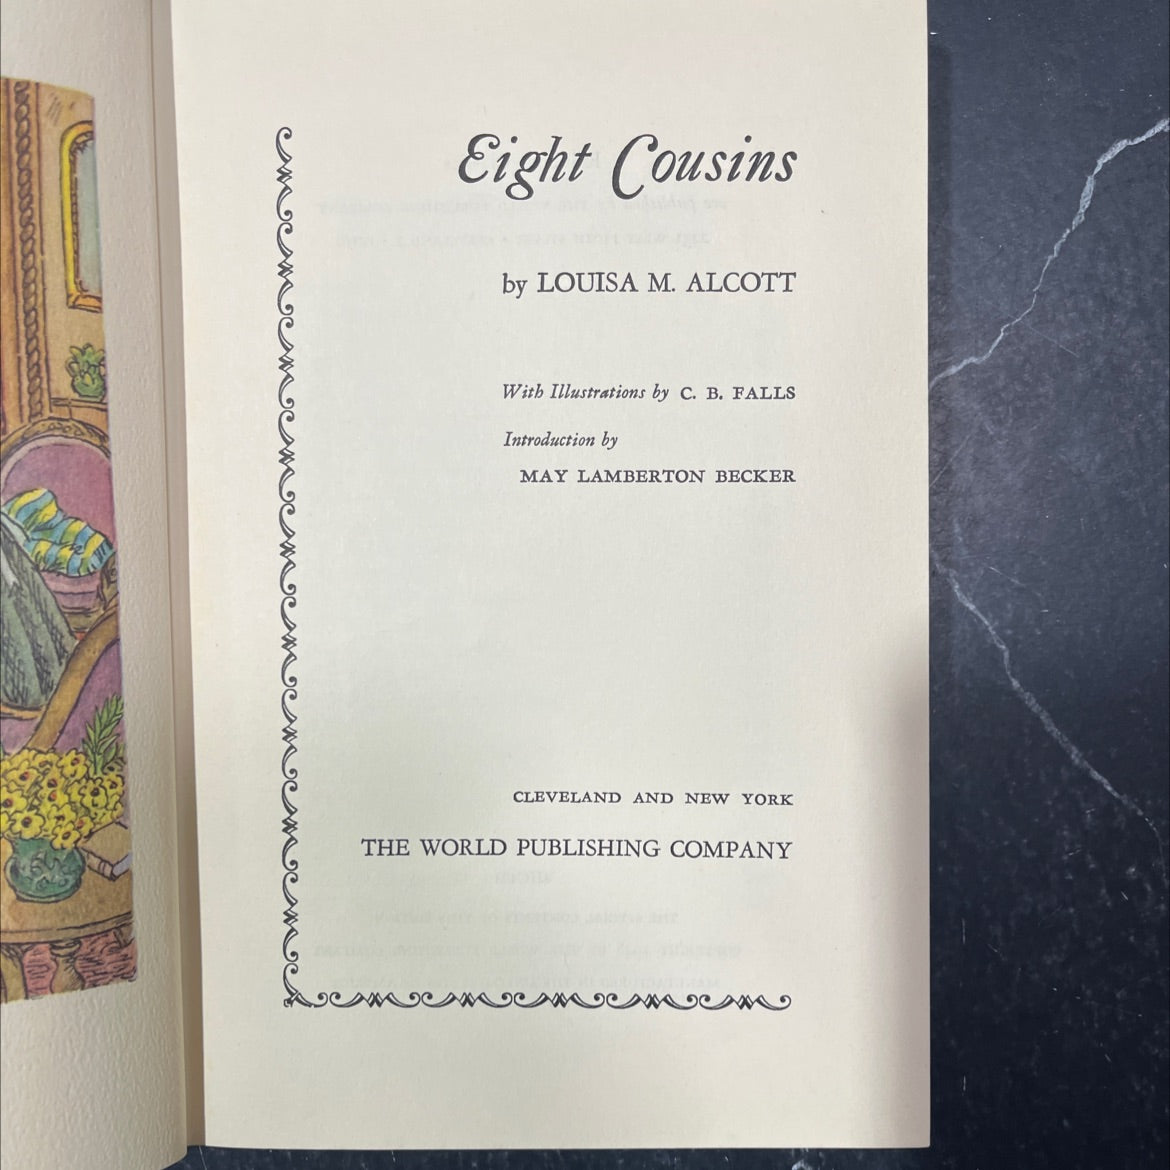 Eight Cousins
by LOUISA M. ALCOTT
With Illustrations by C. B. FALLS
Introduction by
MAY LAMBERTON BECKER
CLEVELAND AND NEW YORK
THE WORLD PUBLISHING COMPANY